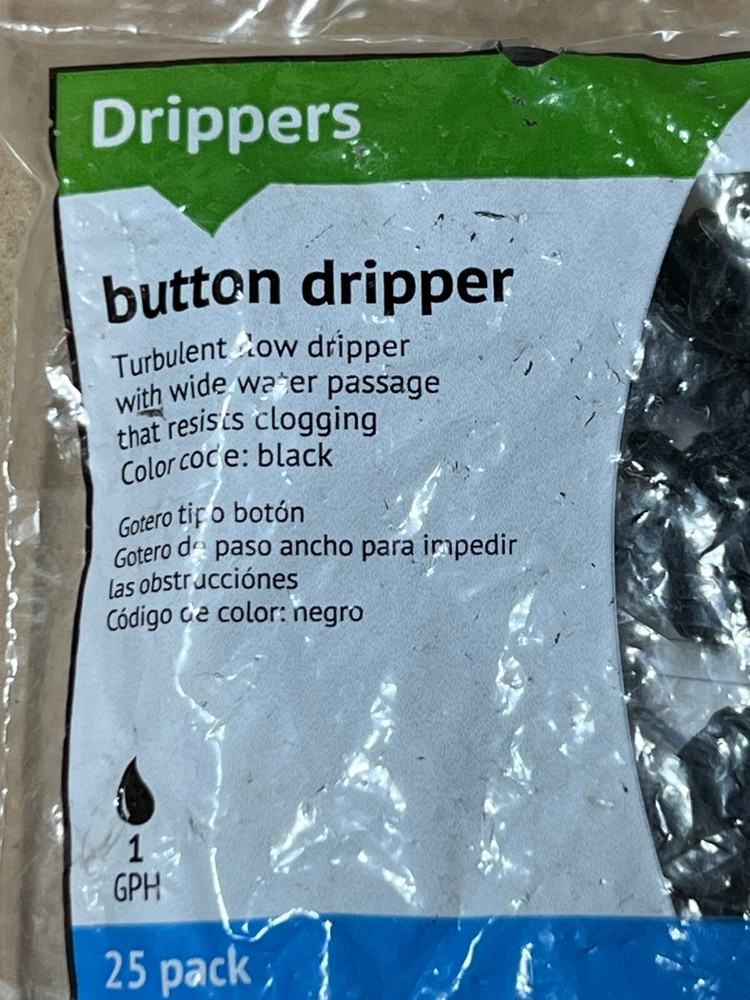 Drippers
button dripper
Turbulent flow dripper
with wide water passage
that resists clogging
Color code: black
Gotero tipo botón
Gotero de paso ancho para impedir
las obstrucciónes
Código de color: negro
1
GPH
25 pack